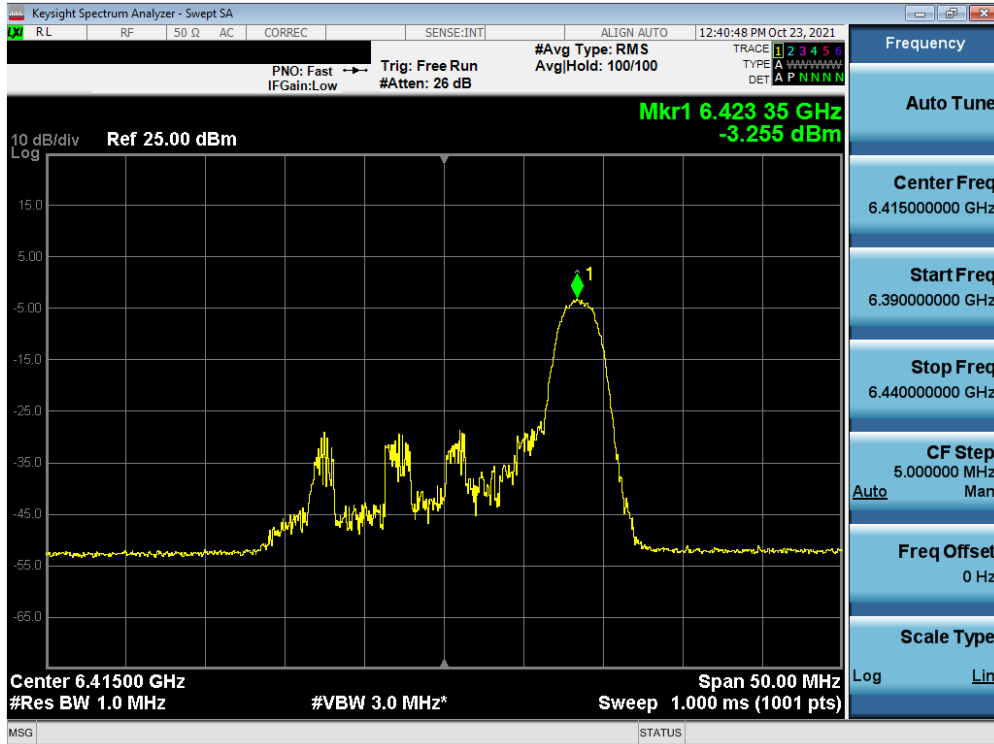 Keysight Spectrum Analyzer - Swept SA
LXI RL RF 50 Ω AC CORREC SENSE:INT ALIGN AUTO 12:40:48 PM Oct 23, 2021
#Avg Type: RMS
Avg|Hold: 100/100
TRACE 1 2 3 4 5 6
TYPE A WWWWW
DET A P N N N N
PNO: Fast
IFGain:Low
Trig: Free Run
#Atten: 26 dB
Mkr1 6.423 35 GHz
-3.255 dBm
10 dB/div Ref 25.00 dBm
Log
15.0
5.00
-5.00
-15.0
-25.0
-35.0
-45.0
-55.0
-65.0
1
Center 6.41500 GHz Span 50.00 MHz
#Res BW 1.0 MHz #VBW 3.0 MHz* Sweep 1.000 ms (1001 pts)
MSG STATUS
Frequency
Auto Tune
Center Freq
6.415000000 GHz
Start Freq
6.390000000 GHz
Stop Freq
6.440000000 GHz
CF Step
5.000000 MHz
Auto Man
Freq Offset
0 Hz
Scale Type
Log Lin